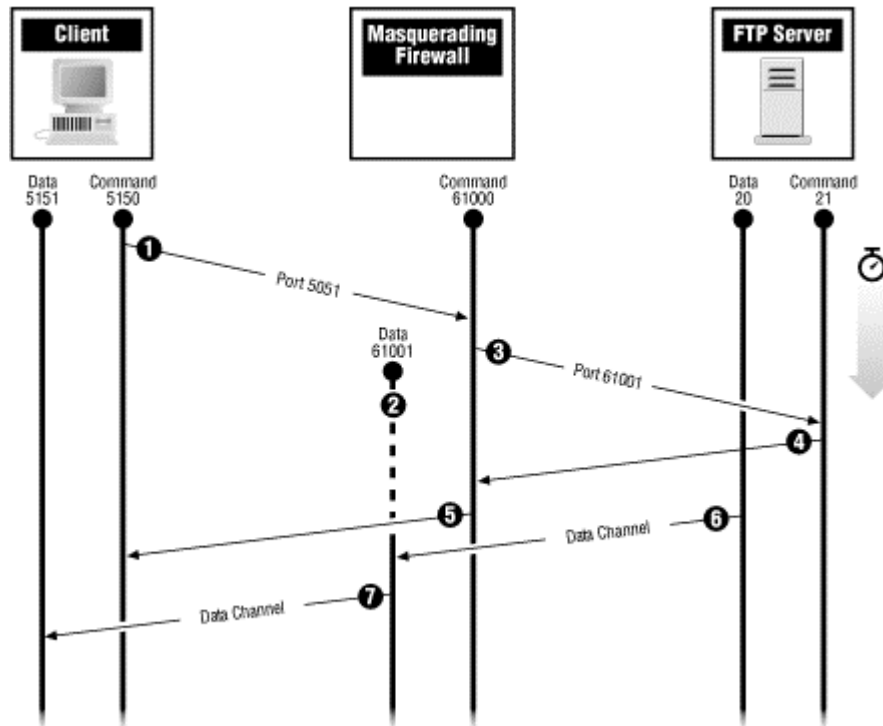 Client
Masquerading
Firewall
FTP Server
Data
5151
Command
5150
Command
61000
Data
20
Command
21
1
Port 5051
Data
61001
2
3
Port 61001
4
5
6
Data Channel
7
Data Channel